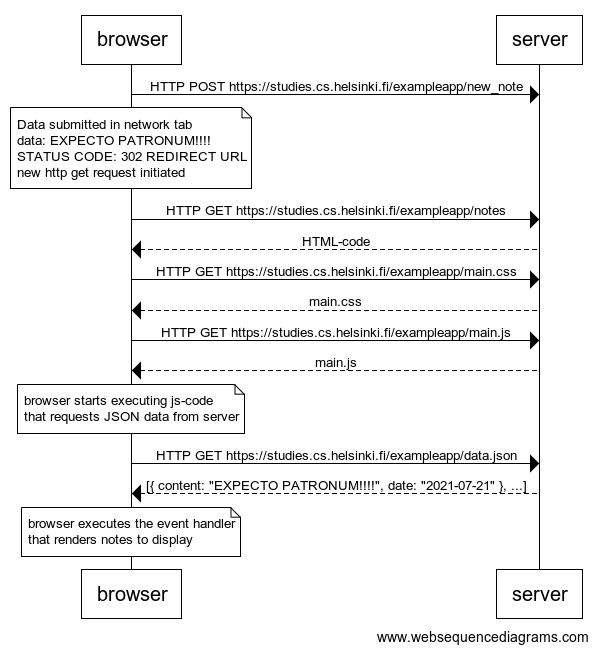 browser server
HTTP POST https://studies.cs.helsinki.fi/exampleapp/new_note
Data submitted in network tab
data: EXPECTO PATRONUM!!!!
STATUS CODE: 302 REDIRECT URL
new http get request initiated
HTTP GET https://studies.cs.helsinki.fi/exampleapp/notes
HTML-code
HTTP GET https://studies.cs.helsinki.fi/exampleapp/main.css
main.css
HTTP GET https://studies.cs.helsinki.fi/exampleapp/main.js
main.js
browser starts executing js-code
that requests JSON data from server
HTTP GET https://studies.cs.helsinki.fi/exampleapp/data.json
[{ content: "EXPECTO PATRONUM!!!!", date: "2021-07-21" }, ...]
browser executes the event handler
that renders notes to display
browser server
www.websequencediagrams.com